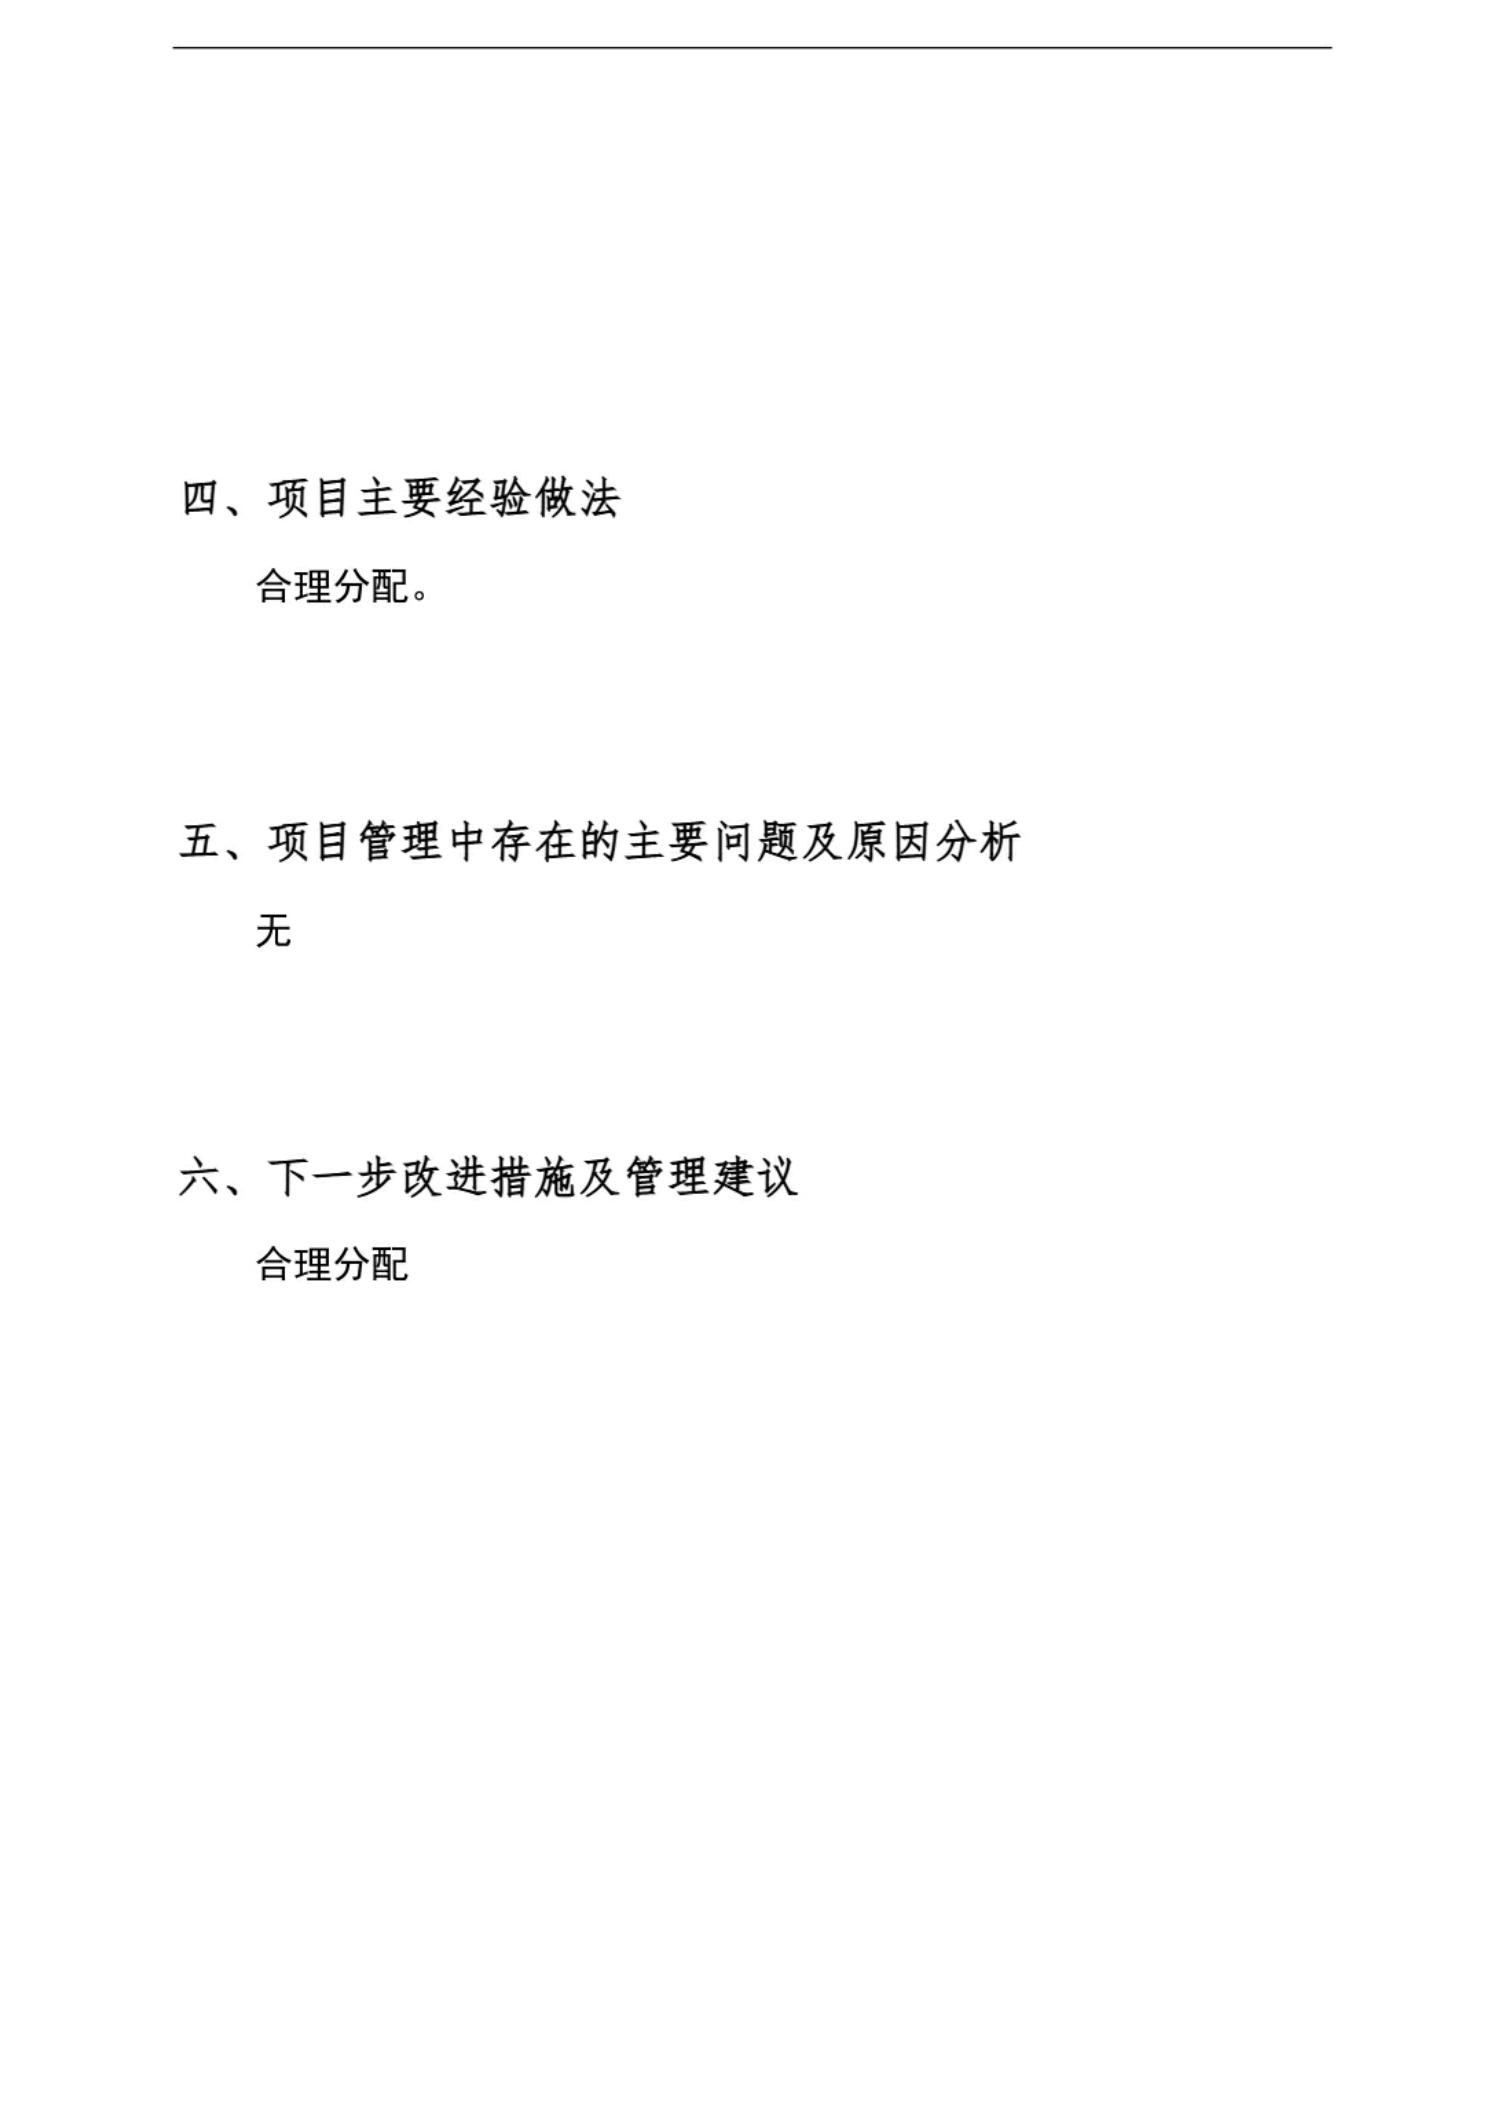 四、项目主要经验做法
合理分配。
五、项目管理中存在的主要问题及原因分析
无
六、下一步改进措施及管理建议
合理分配